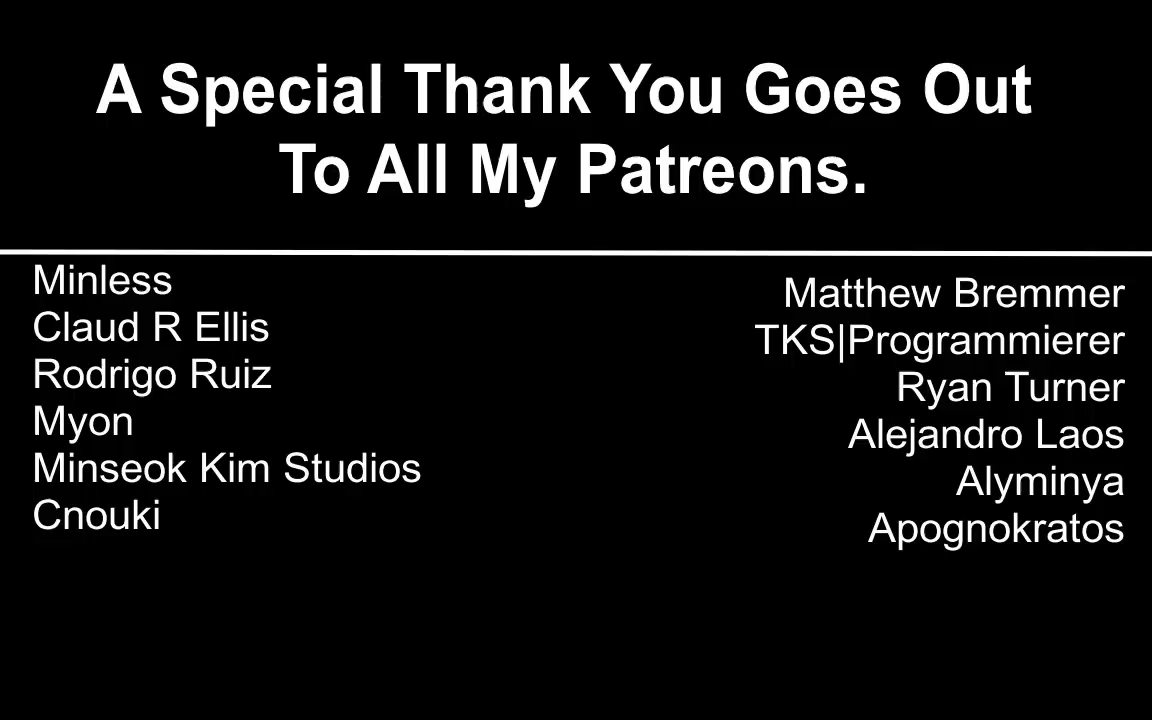 A Special Thank You Goes Out
To All My Patreons.
Minless
Claud R Ellis
Rodrigo Ruiz
Myon
Minseok Kim Studios
Cnouki
Matthew Bremmer
TKS|Programmierer
Ryan Turner
Alejandro Laos
Alyminya
Apognokratos